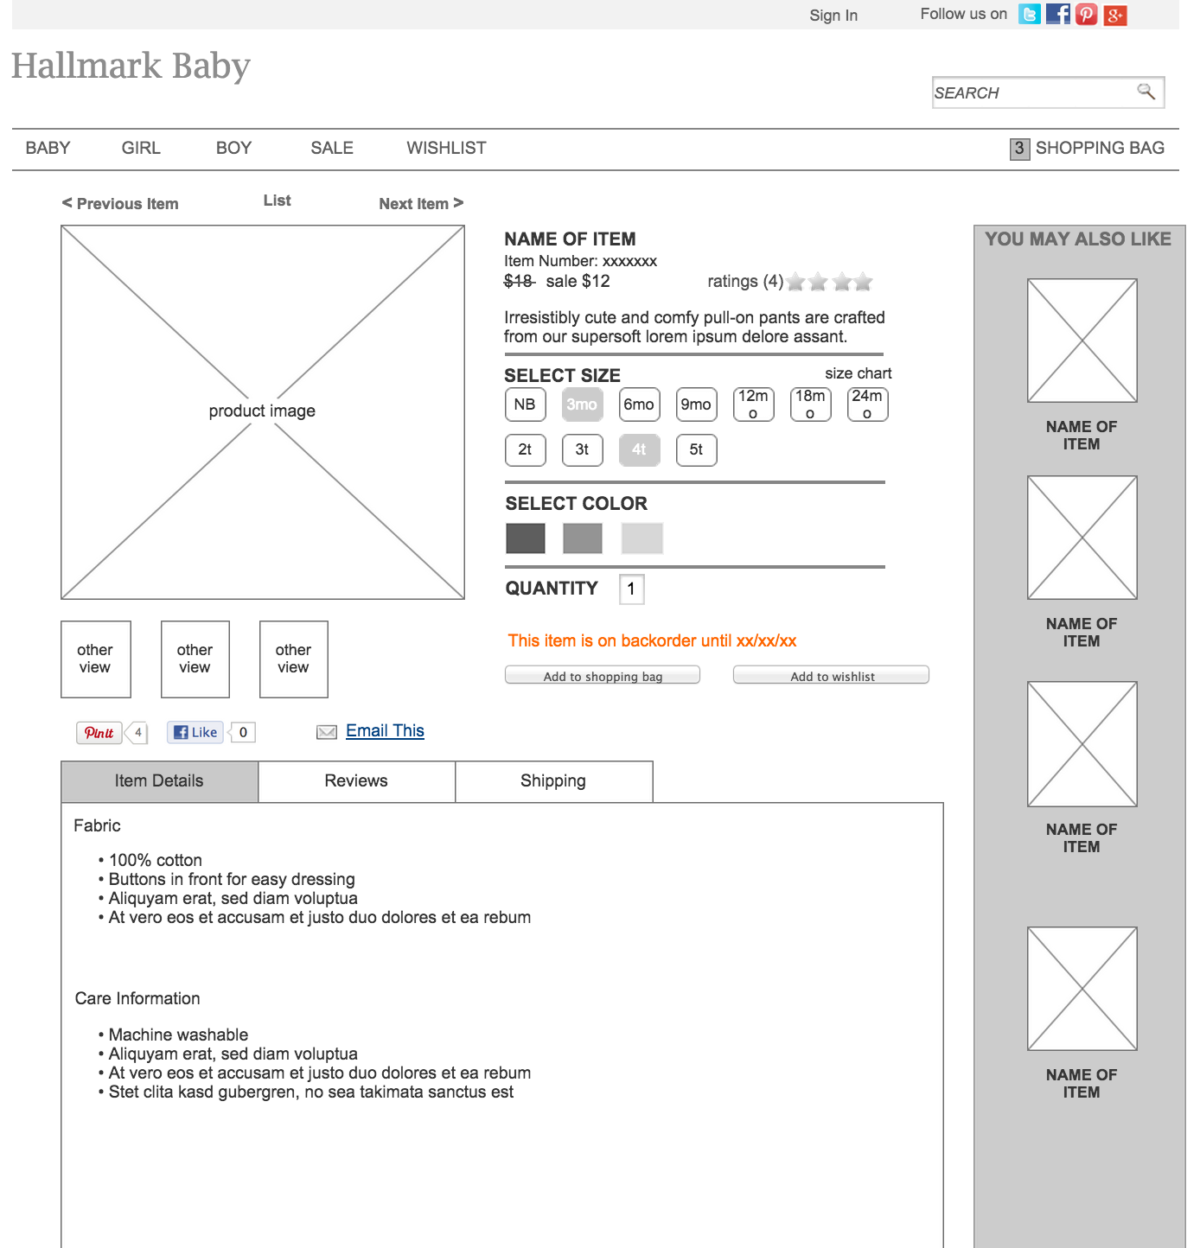 Sign In
Follow us on
Hallmark Baby
SEARCH
BABY GIRL BOY SALE WISHLIST
3 SHOPPING BAG
< Previous Item List Next Item >
product image
other view
other view
other view
Pinit 4
Like 0
Email This
NAME OF ITEM
Item Number: xxxxxxx
$18 sale $12
ratings (4)
Irresistibly cute and comfy pull-on pants are crafted
from our supersoft lorem ipsum delore assant.
SELECT SIZE
size chart
NB 3mo 6mo 9mo 12mo 18mo 24mo
2t 3t 4t 5t
SELECT COLOR
QUANTITY 1
This item is on backorder until xx/xx/xx
Add to shopping bag
Add to wishlist
Item Details Reviews Shipping
Fabric
• 100% cotton
• Buttons in front for easy dressing
• Aliquyam erat, sed diam voluptua
• At vero eos et accusam et justo duo dolores et ea rebum
Care Information
• Machine washable
• Aliquyam erat, sed diam voluptua
• At vero eos et accusam et justo duo dolores et ea rebum
• Stet clita kasd gubergren, no sea takimata sanctus est
YOU MAY ALSO LIKE
NAME OF
ITEM
NAME OF
ITEM
NAME OF
ITEM
NAME OF
ITEM